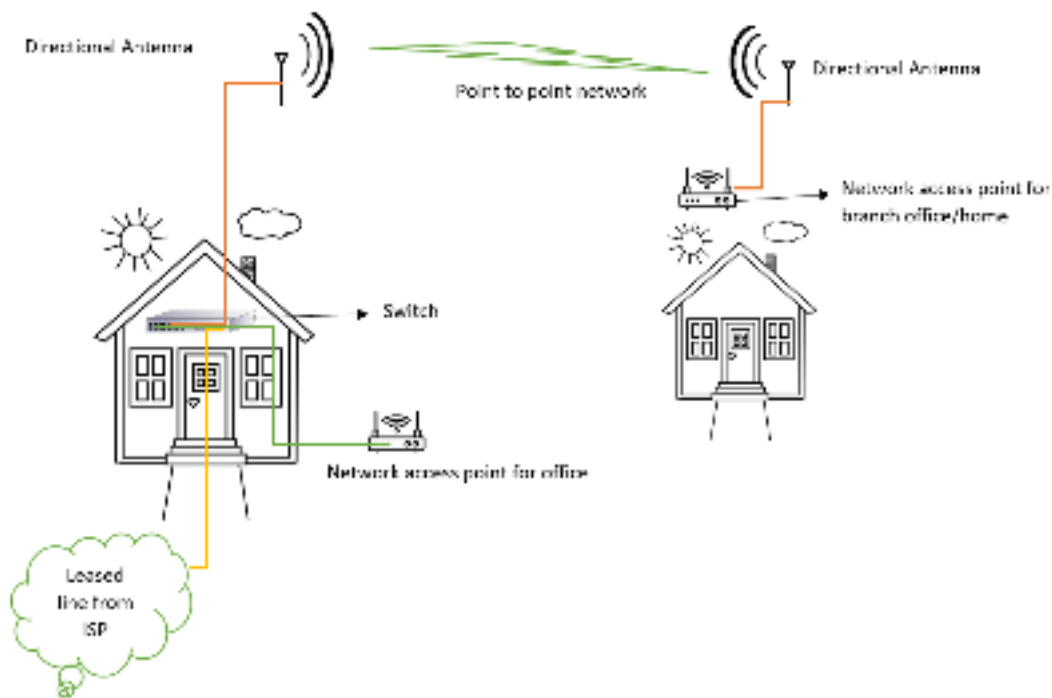 Directional Antenna
Directional Antenna
Point to point network
Network access point for
branch office/home
Switch
Network access point for office
Leased
line from
ISP